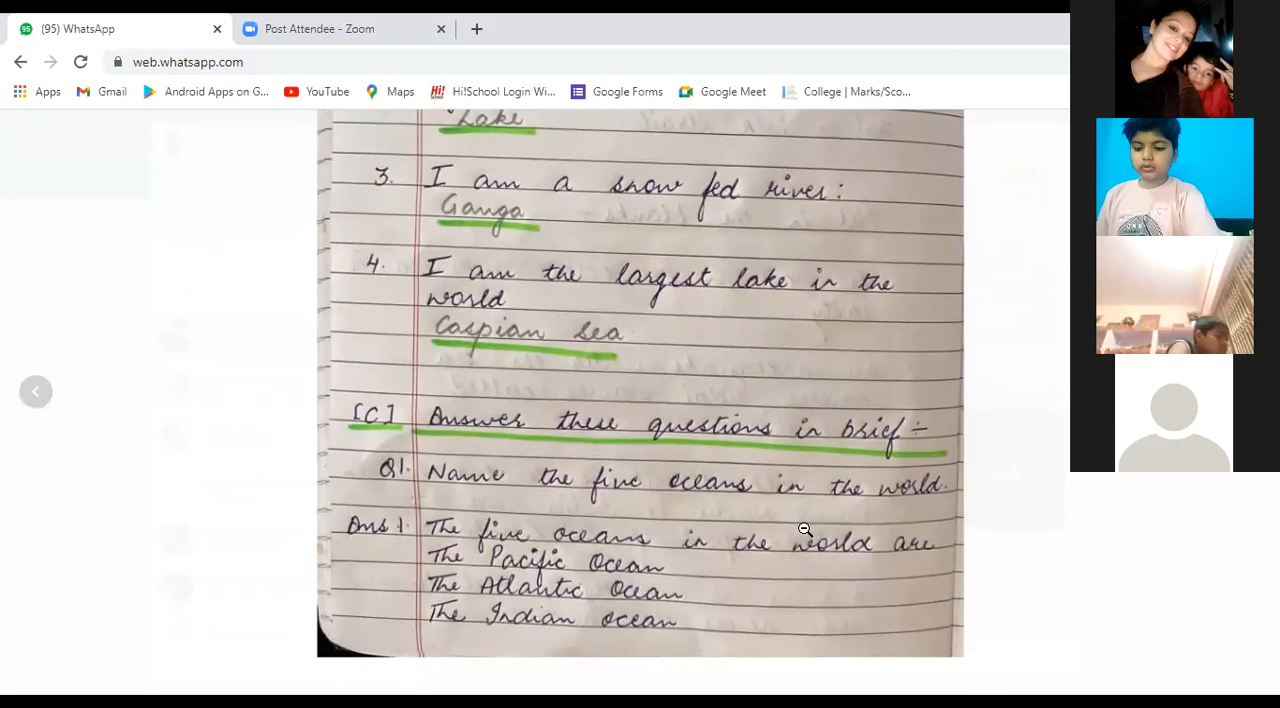 (95) WhatsApp
Post Attendee - Zoom
web.whatsapp.com
Apps
Gmail
Android Apps on G...
YouTube
Maps
Hi! Hi!School Login Wi...
Google Forms
Google Meet
College | Marks/Sco...
Lake
3. I am a snow fed river:
Ganga
4. I am the largest lake in the
world
Caspian Sea
[C] Answer these questions in brief :-
Q1. Name the five oceans in the world.
Ans 1. The five oceans in the world are
The Pacific Ocean
The Atlantic Ocean
The Indian ocean